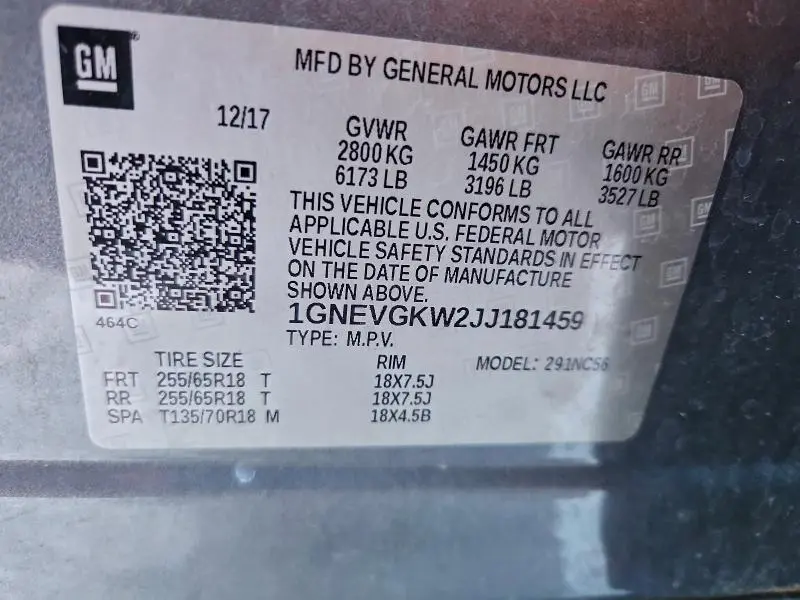 GM
MFD BY GENERAL MOTORS LLC
12/17
GVWR GAWR FRT GAWR RR
2800 KG 1450 KG 1600 KG
6173 LB 3196 LB 3527 LB
THIS VEHICLE CONFORMS TO ALL
APPLICABLE U.S. FEDERAL MOTOR
VEHICLE SAFETY STANDARDS IN EFFECT
ON THE DATE OF MANUFACTURE
SHOWN ABOVE.
464C
1GNEVGKW2JJ181459
TYPE: M.P.V.
TIRE SIZE RIM MODEL: 291NC56
FRT 255/65R18 T 18X7.5J
RR 255/65R18 T 18X7.5J
SPA T135/70R18 M 18X4.5B